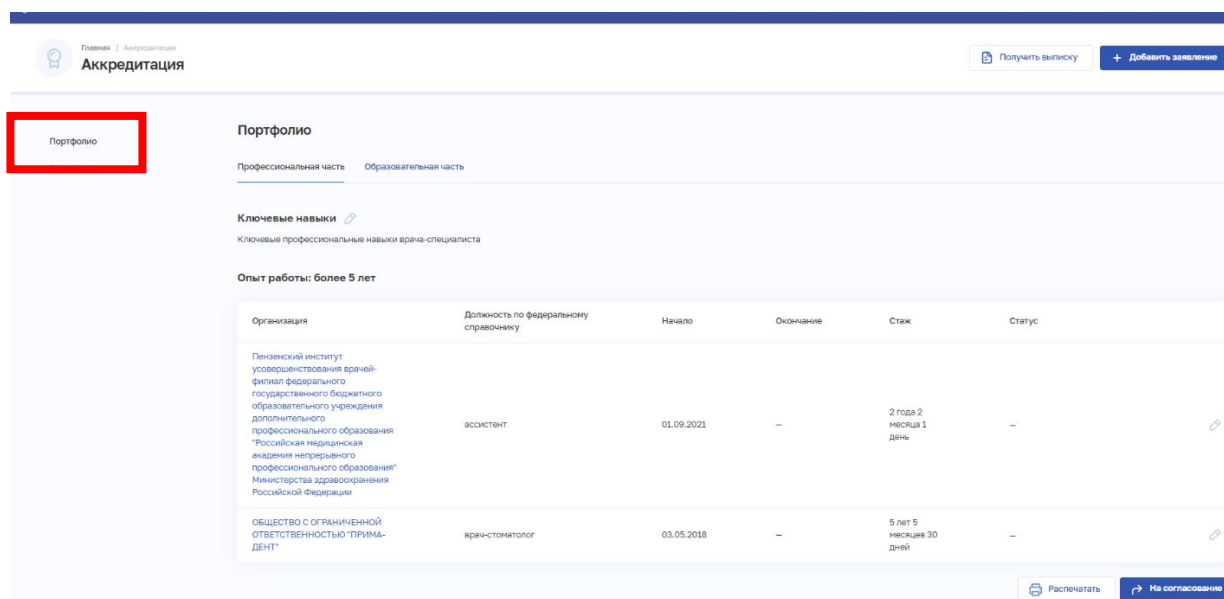 Главная / Аккредитация
Аккредитация
Получить выписку
+ Добавить заявление
Портфолио
Портфолио
Профессиональная часть Образовательная часть
Ключевые навыки
Ключевые профессиональные навыки врача-специалиста
Опыт работы: более 5 лет
Организация
Должность по федеральному
справочнику
Начало
Окончание
Стаж
Статус
Пензенский институт
усовершенствования врачей-
филиал федерального
государственного бюджетного
образовательного учреждения
дополнительного
профессионального образования
"Российская медицинская
академия непрерывного
профессионального образования"
Министерства здравоохранения
Российской Федерации
ассистент
01.09.2021
–
2 года 2
месяца 1
день
–
ОБЩЕСТВО С ОГРАНИЧЕННОЙ
ОТВЕТСТВЕННОСТЬЮ "ПРИМА-
ДЕНТ"
врач-стоматолог
03.05.2018
–
5 лет 5
месяцев 30
дней
–
Распечатать
На согласование